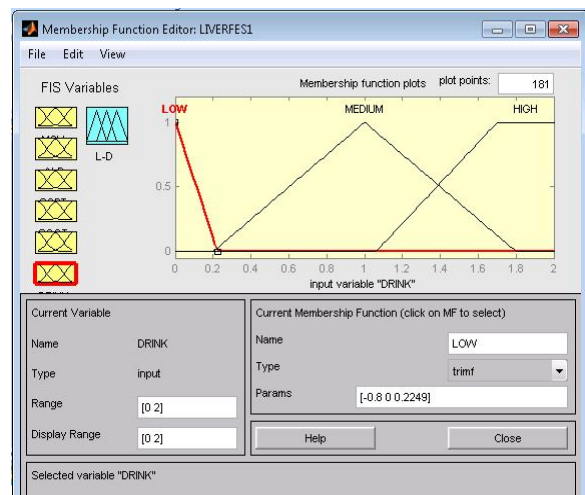 Membership Function Editor: LIVERFES1
File Edit View
FIS Variables
Membership function plots plot points: 181
L-D
LOW MEDIUM HIGH
1
0.5
0
0 0.2 0.4 0.6 0.8 1 1.2 1.4 1.6 1.8 2
input variable "DRINK"
Current Variable
Name DRINK
Type input
Range [0 2]
Display Range [0 2]
Current Membership Function (click on MF to select)
Name LOW
Type trimf
Params [-0.8 0 0.2249]
Help Close
Selected variable "DRINK"